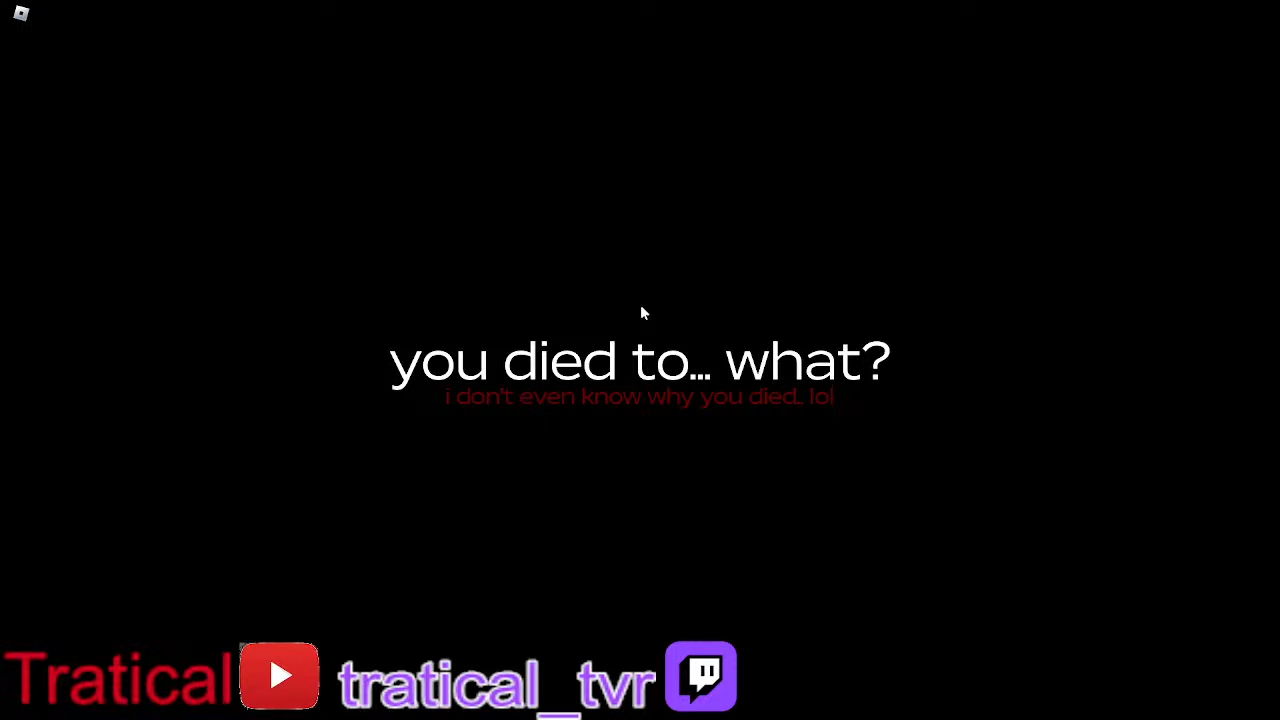 you died to... what?
i don't even know why you died.. lol
Tratical
tratical_tvr